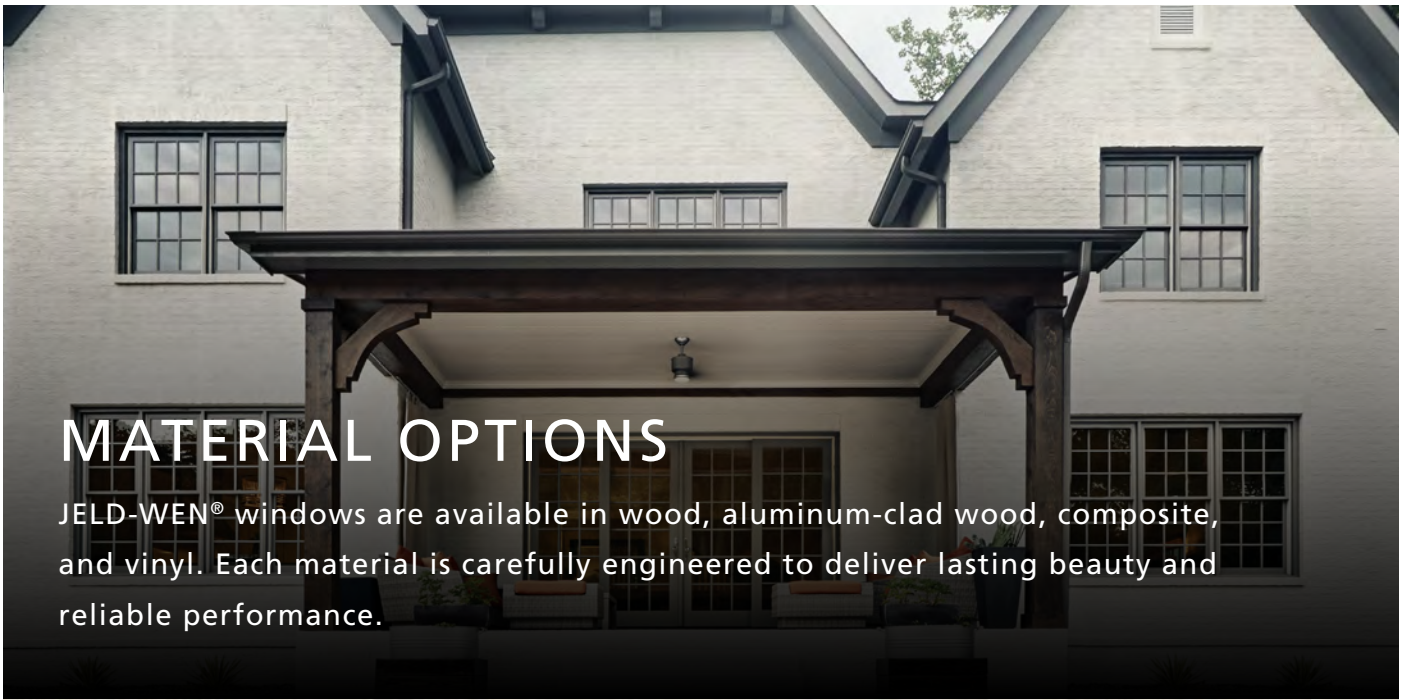 MATERIAL OPTIONS
JELD-WEN® windows are available in wood, aluminum-clad wood, composite,
and vinyl. Each material is carefully engineered to deliver lasting beauty and
reliable performance.